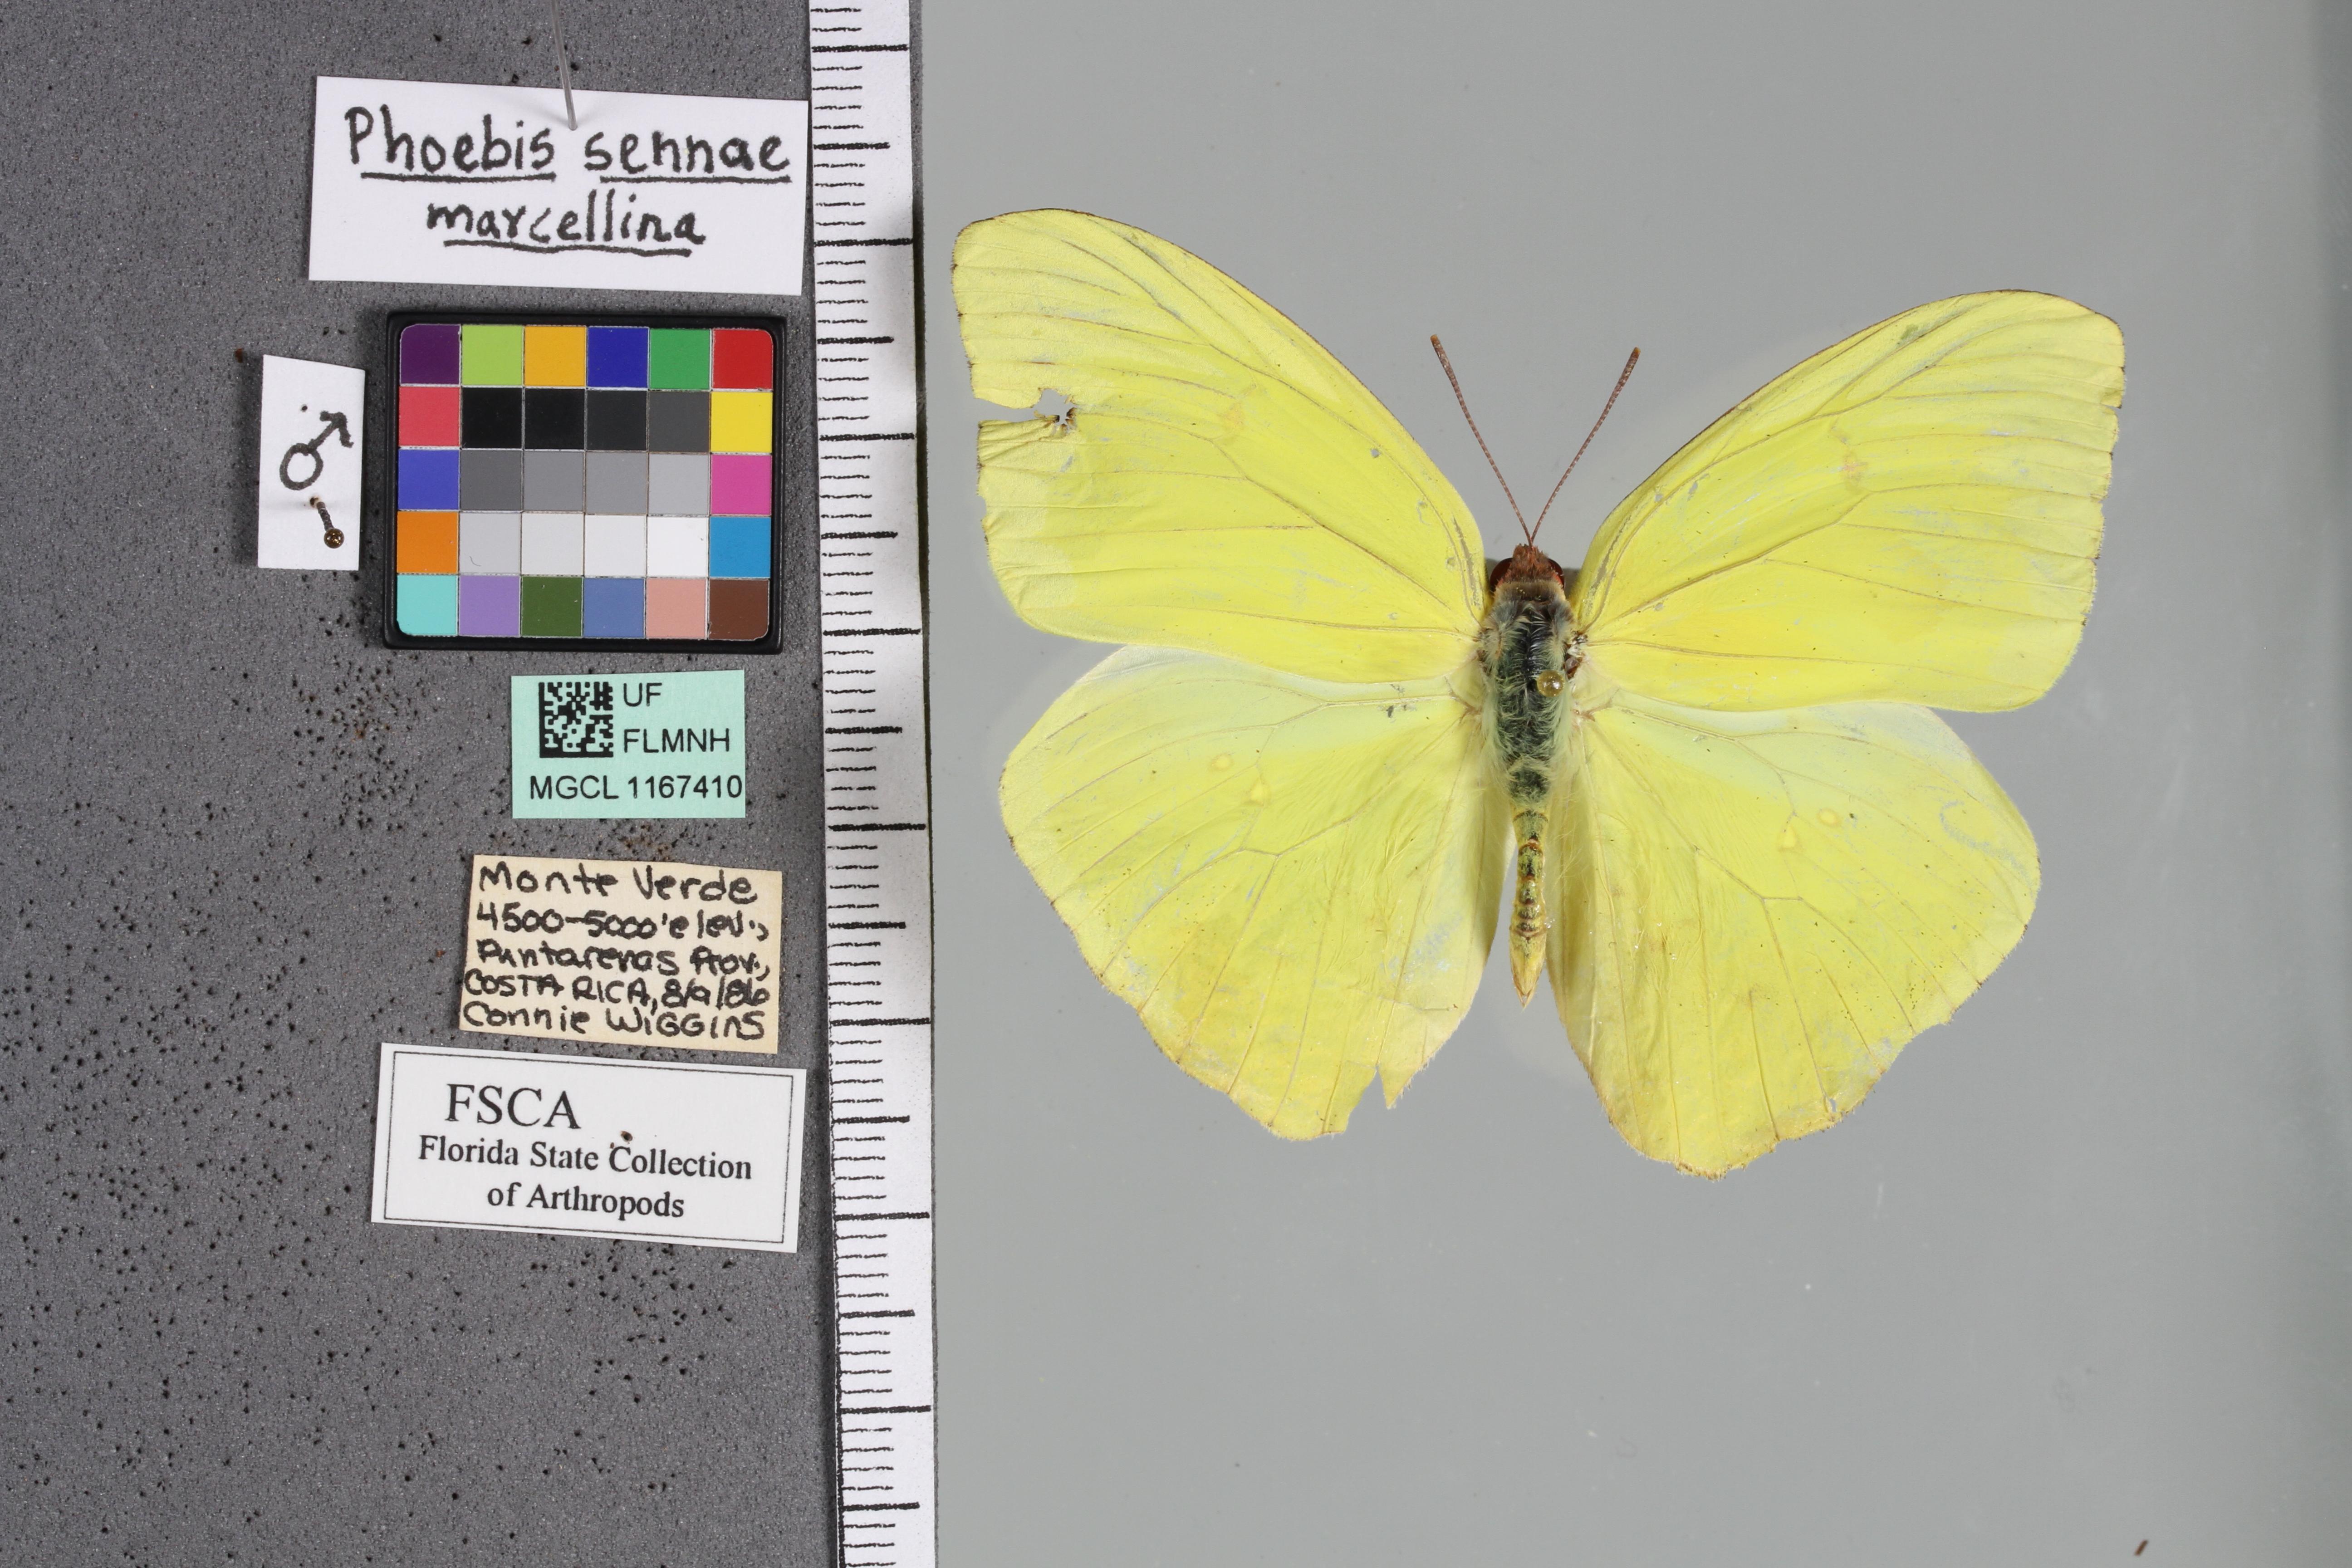 Phoebis sennae
marcellina
♂
UF
FLMNH
MGCL 1167410
Monte Verde
4500-5000' elev.,
Puntarenas Prov.,
COSTA RICA, 8/9/86
Connie WIGGINS
FSCA
Florida State Collection
of Arthropods